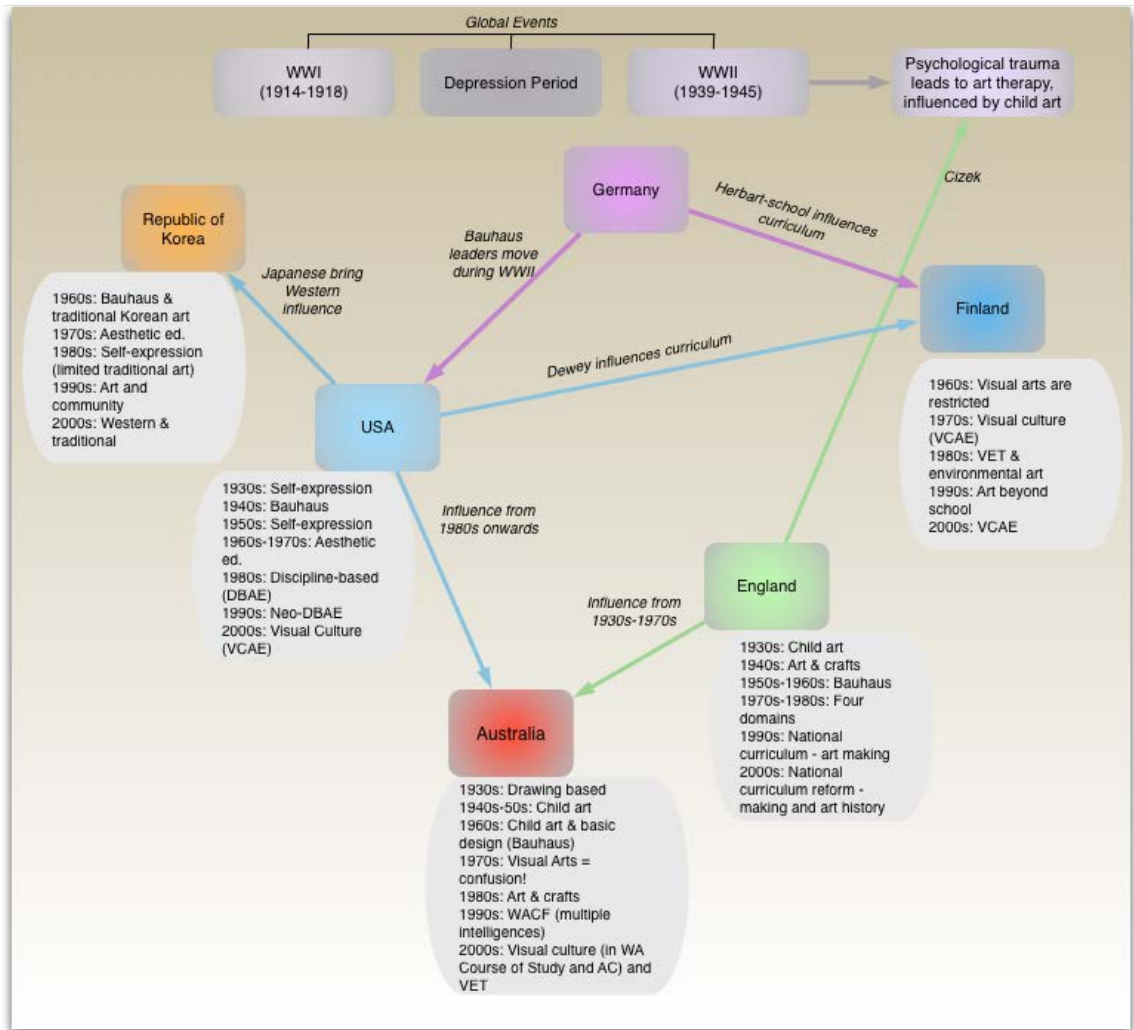 Global Events
WWI
(1914-1918)
Depression Period
WWII
(1939-1945)
Psychological trauma
leads to art therapy,
influenced by child art
Cizek
Germany
Herbart-school influences
curriculum
Bauhaus
leaders move
during WWII
Republic of
Korea
Japanese bring
Western
influence
1960s: Bauhaus &
traditional Korean art
1970s: Aesthetic ed.
1980s: Self-expression
(limited traditional art)
1990s: Art and
community
2000s: Western &
traditional
Finland
Dewey influences curriculum
1960s: Visual arts are
restricted
1970s: Visual culture
(VCAE)
1980s: VET &
environmental art
1990s: Art beyond
school
2000s: VCAE
USA
1930s: Self-expression
1940s: Bauhaus
1950s: Self-expression
1960s-1970s: Aesthetic
ed.
1980s: Discipline-based
(DBAE)
1990s: Neo-DBAE
2000s: Visual Culture
(VCAE)
Influence from
1980s onwards
England
Influence from
1930s-1970s
1930s: Child art
1940s: Art & crafts
1950s-1960s: Bauhaus
1970s-1980s: Four
domains
1990s: National
curriculum - art making
2000s: National
curriculum reform -
making and art history
Australia
1930s: Drawing based
1940s-50s: Child art
1960s: Child art & basic
design (Bauhaus)
1970s: Visual Arts =
confusion!
1980s: Art & crafts
1990s: WACF (multiple
intelligences)
2000s: Visual culture (in WA
Course of Study and AC) and
VET